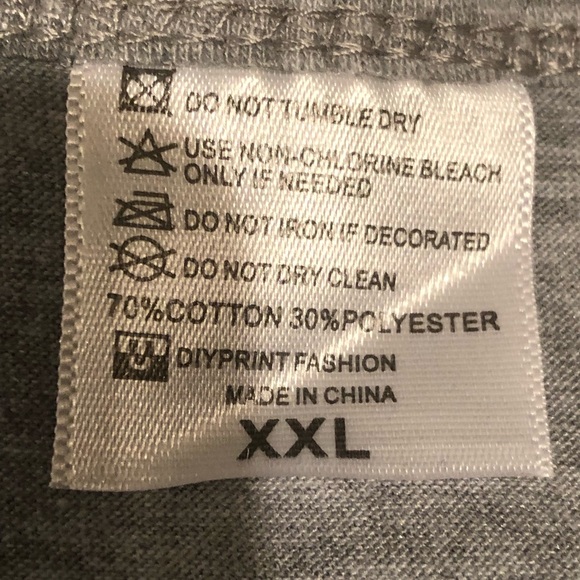 DO NOT TUMBLE DRY
USE NON-CHLORINE BLEACH
ONLY IF NEEDED
DO NOT IRON IF DECORATED
DO NOT DRY CLEAN
70%COTTON 30%POLYESTER
DIYPRINT FASHION
MADE IN CHINA
XXL